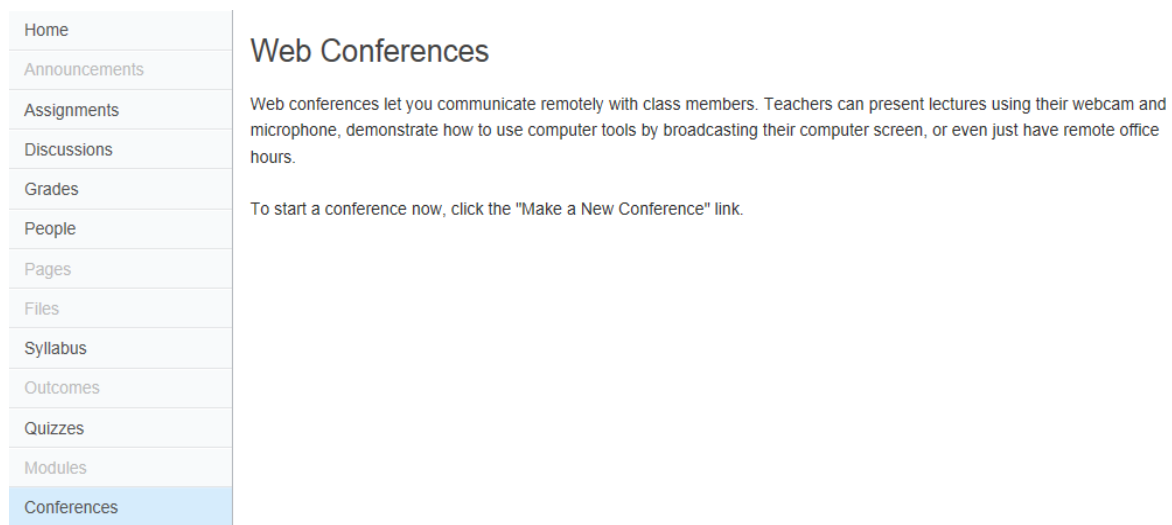 Home
Announcements
Assignments
Discussions
Grades
People
Pages
Files
Syllabus
Outcomes
Quizzes
Modules
Conferences
Web Conferences
Web conferences let you communicate remotely with class members. Teachers can present lectures using their webcam and
microphone, demonstrate how to use computer tools by broadcasting their computer screen, or even just have remote office
hours.
To start a conference now, click the "Make a New Conference" link.